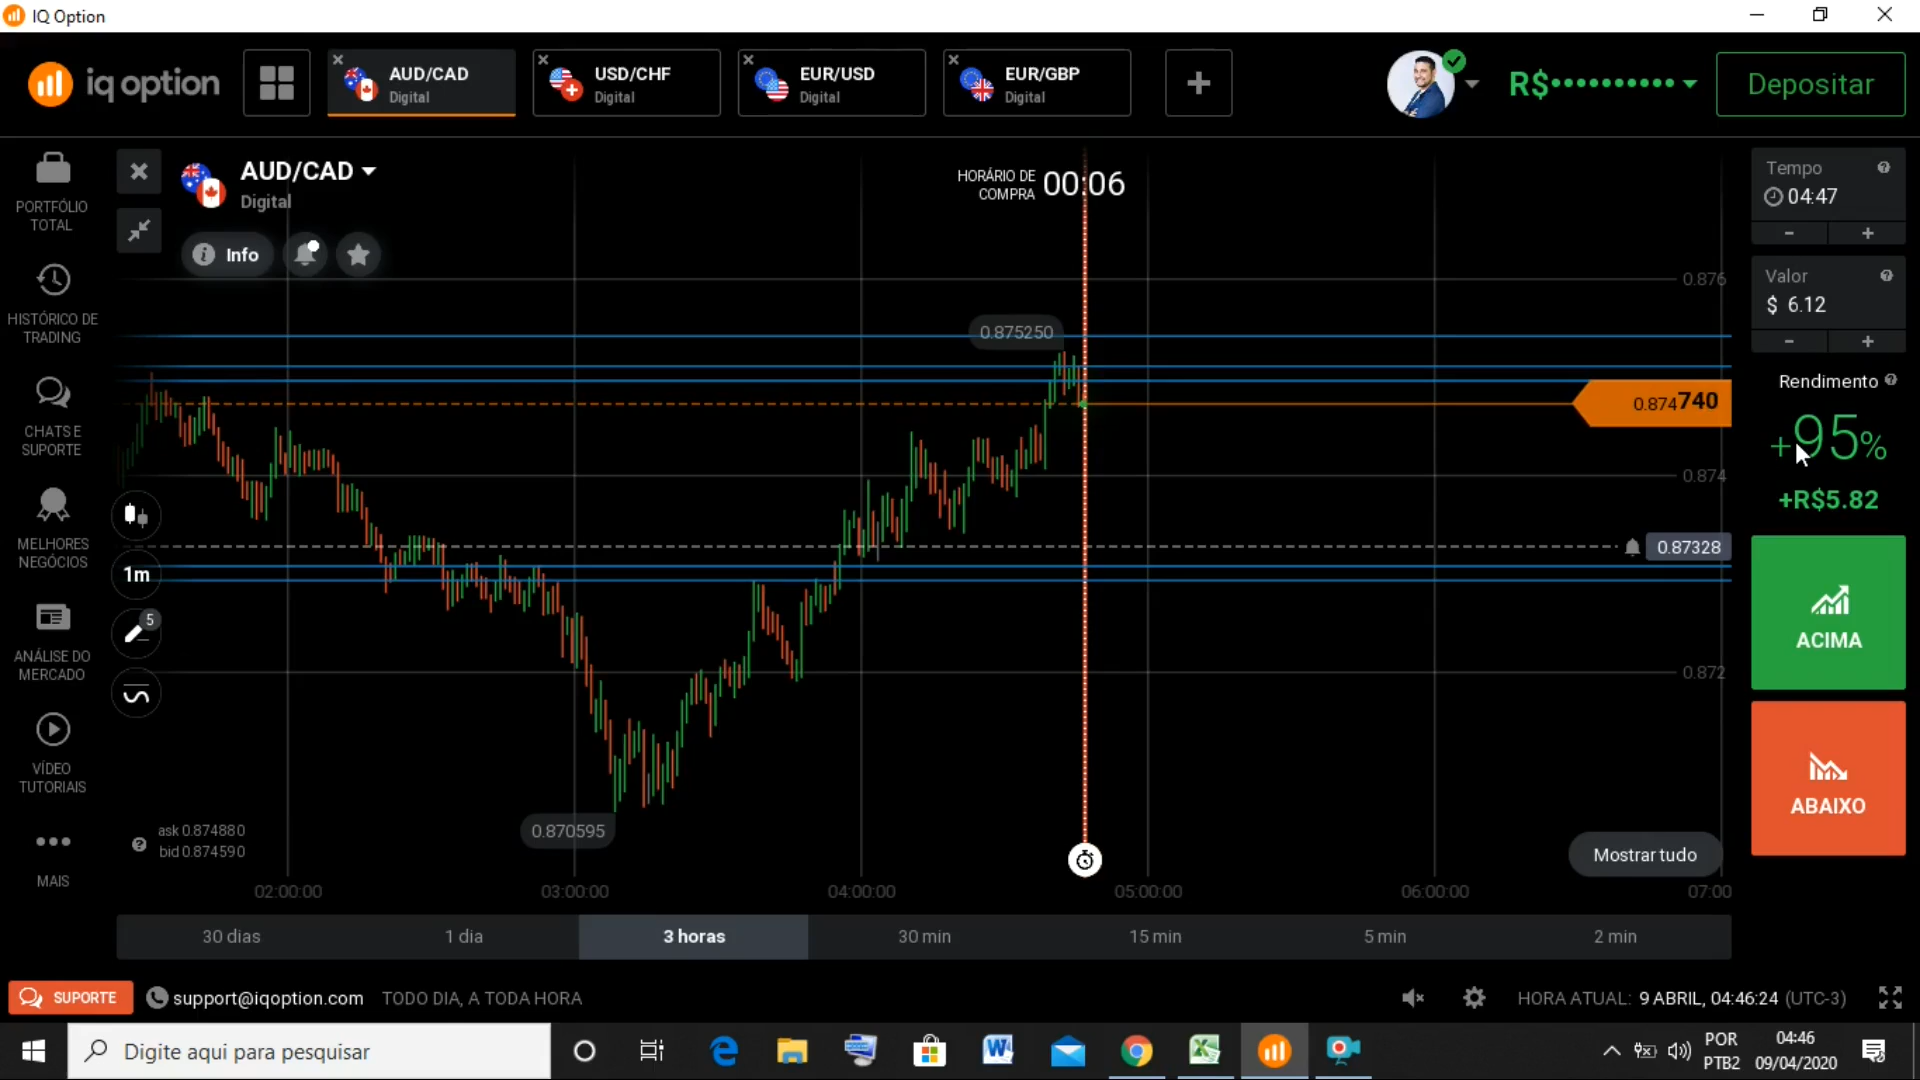 IQ Option
iq option
AUD/CAD
Digital
USD/CHF
Digital
EUR/USD
Digital
EUR/GBP
Digital
R$••••••••••
Depositar
PORTFÓLIO
TOTAL
HISTÓRICO DE
TRADING
CHATS E
SUPORTE
MELHORES
NEGÓCIOS
ANÁLISE DO
MERCADO
VÍDEO
TUTORIAIS
MAIS
AUD/CAD
Digital
Info
HORÁRIO DE
COMPRA
00:06
0.876
0.875250
0.874740
0.874
0.87328
0.872
0.870595
1m
5
ask 0.874880
bid 0.874590
Mostrar tudo
02:00:00
03:00:00
04:00:00
05:00:00
06:00:00
07:00
30 dias
1 dia
3 horas
30 min
15 min
5 min
2 min
Tempo
04:47
- +
Valor
$ 6.12
- +
Rendimento
+95%
+R$5.82
ACIMA
ABAIXO
SUPORTE
support@iqoption.com
TODO DIA, A TODA HORA
HORA ATUAL: 9 ABRIL, 04:46:24 (UTC-3)
Digite aqui para pesquisar
POR
PTB2
04:46
09/04/2020